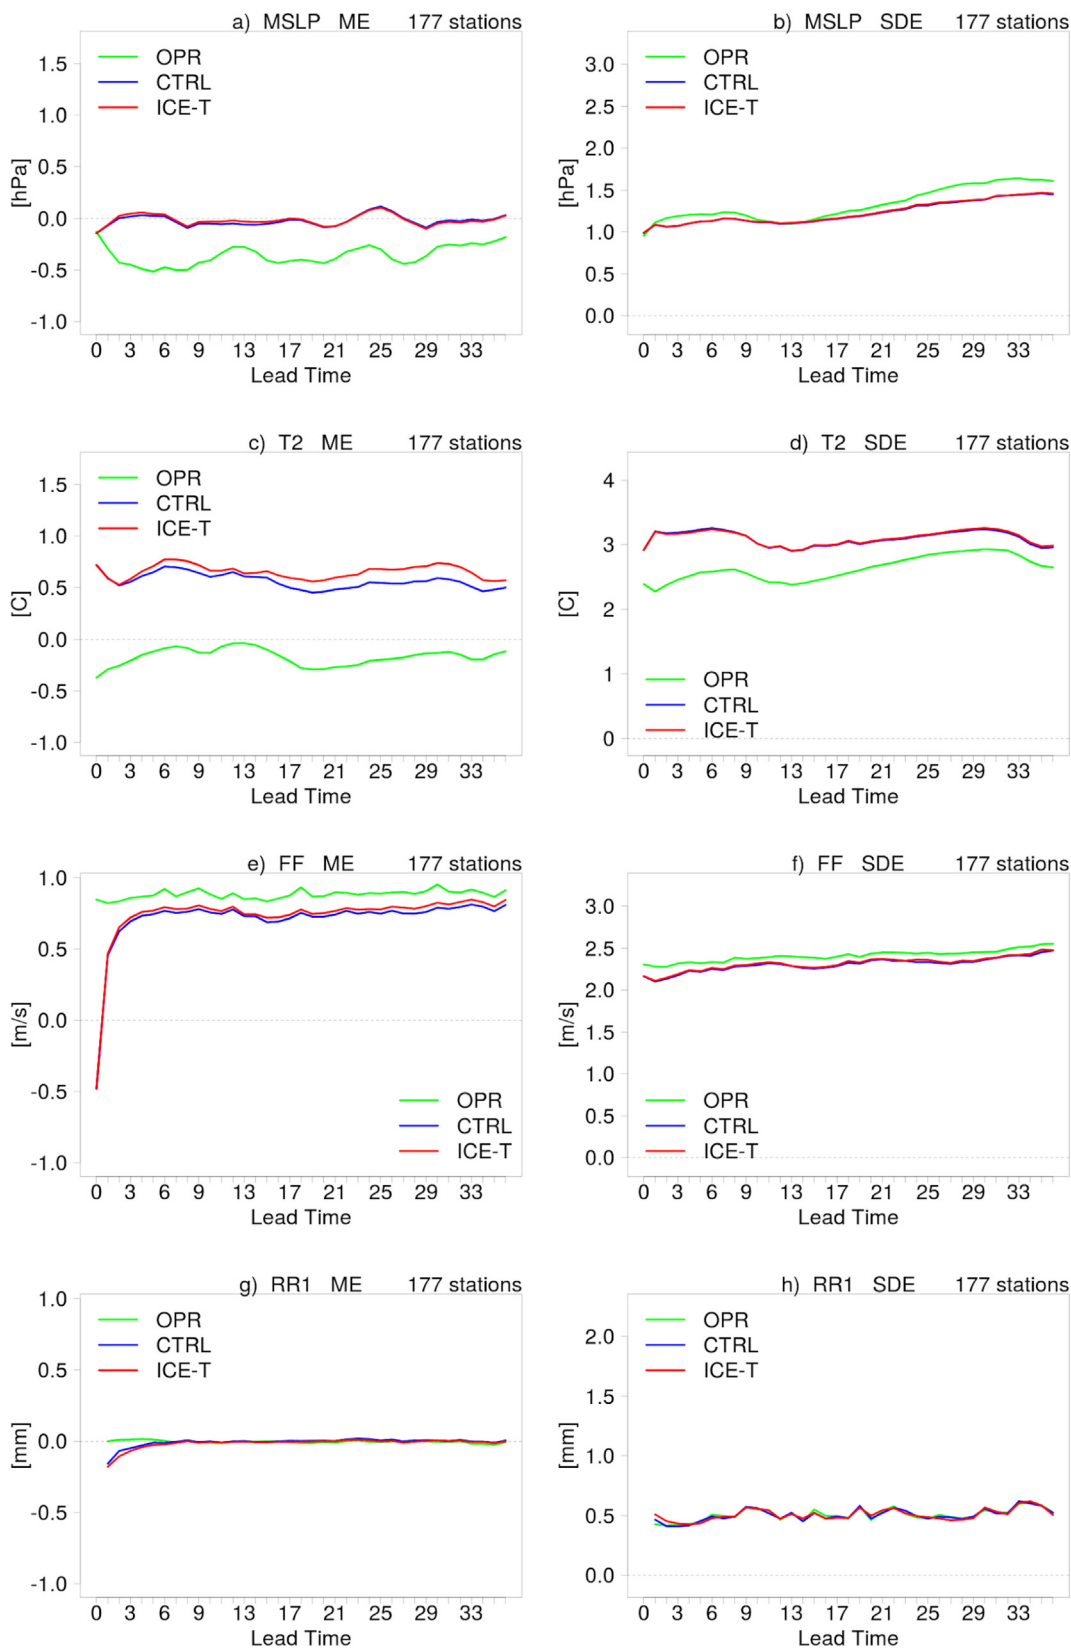 a) MSLP ME 177 stations
1.5
1.0
0.5
0.0
-0.5
-1.0
[hPa]
OPR
CTRL
ICE-T
0 3 6 9 13 17 21 25 29 33
Lead Time
b) MSLP SDE 177 stations
3.0
2.5
2.0
1.5
1.0
0.5
0.0
[hPa]
OPR
CTRL
ICE-T
0 3 6 9 13 17 21 25 29 33
Lead Time
c) T2 ME 177 stations
1.5
1.0
0.5
0.0
-0.5
-1.0
[C]
OPR
CTRL
ICE-T
0 3 6 9 13 17 21 25 29 33
Lead Time
d) T2 SDE 177 stations
4
3
2
1
0
[C]
OPR
CTRL
ICE-T
0 3 6 9 13 17 21 25 29 33
Lead Time
e) FF ME 177 stations
1.0
0.5
0.0
-0.5
-1.0
[m/s]
OPR
CTRL
ICE-T
0 3 6 9 13 17 21 25 29 33
Lead Time
f) FF SDE 177 stations
3.0
2.5
2.0
1.5
1.0
0.5
0.0
[m/s]
OPR
CTRL
ICE-T
0 3 6 9 13 17 21 25 29 33
Lead Time
g) RR1 ME 177 stations
1.0
0.5
0.0
-0.5
-1.0
[mm]
OPR
CTRL
ICE-T
0 3 6 9 13 17 21 25 29 33
Lead Time
h) RR1 SDE 177 stations
2.0
1.5
1.0
0.5
0.0
[mm]
OPR
CTRL
ICE-T
0 3 6 9 13 17 21 25 29 33
Lead Time